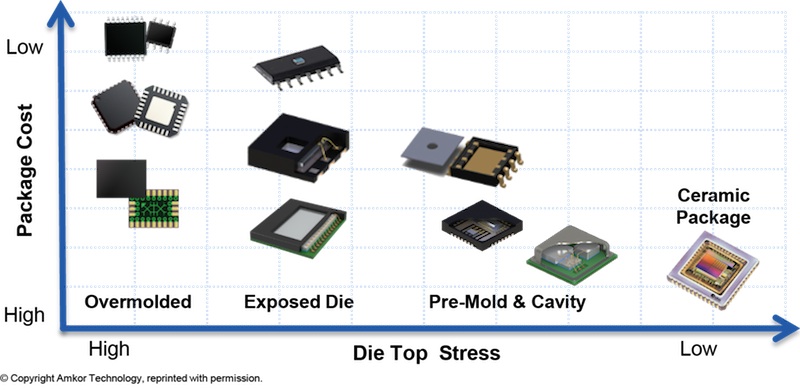 Low
Package Cost
Ceramic
Package
Overmolded
Exposed Die
Pre-Mold & Cavity
High
High
Die Top Stress
Low
© Copyright Amkor Technology, reprinted with permission.